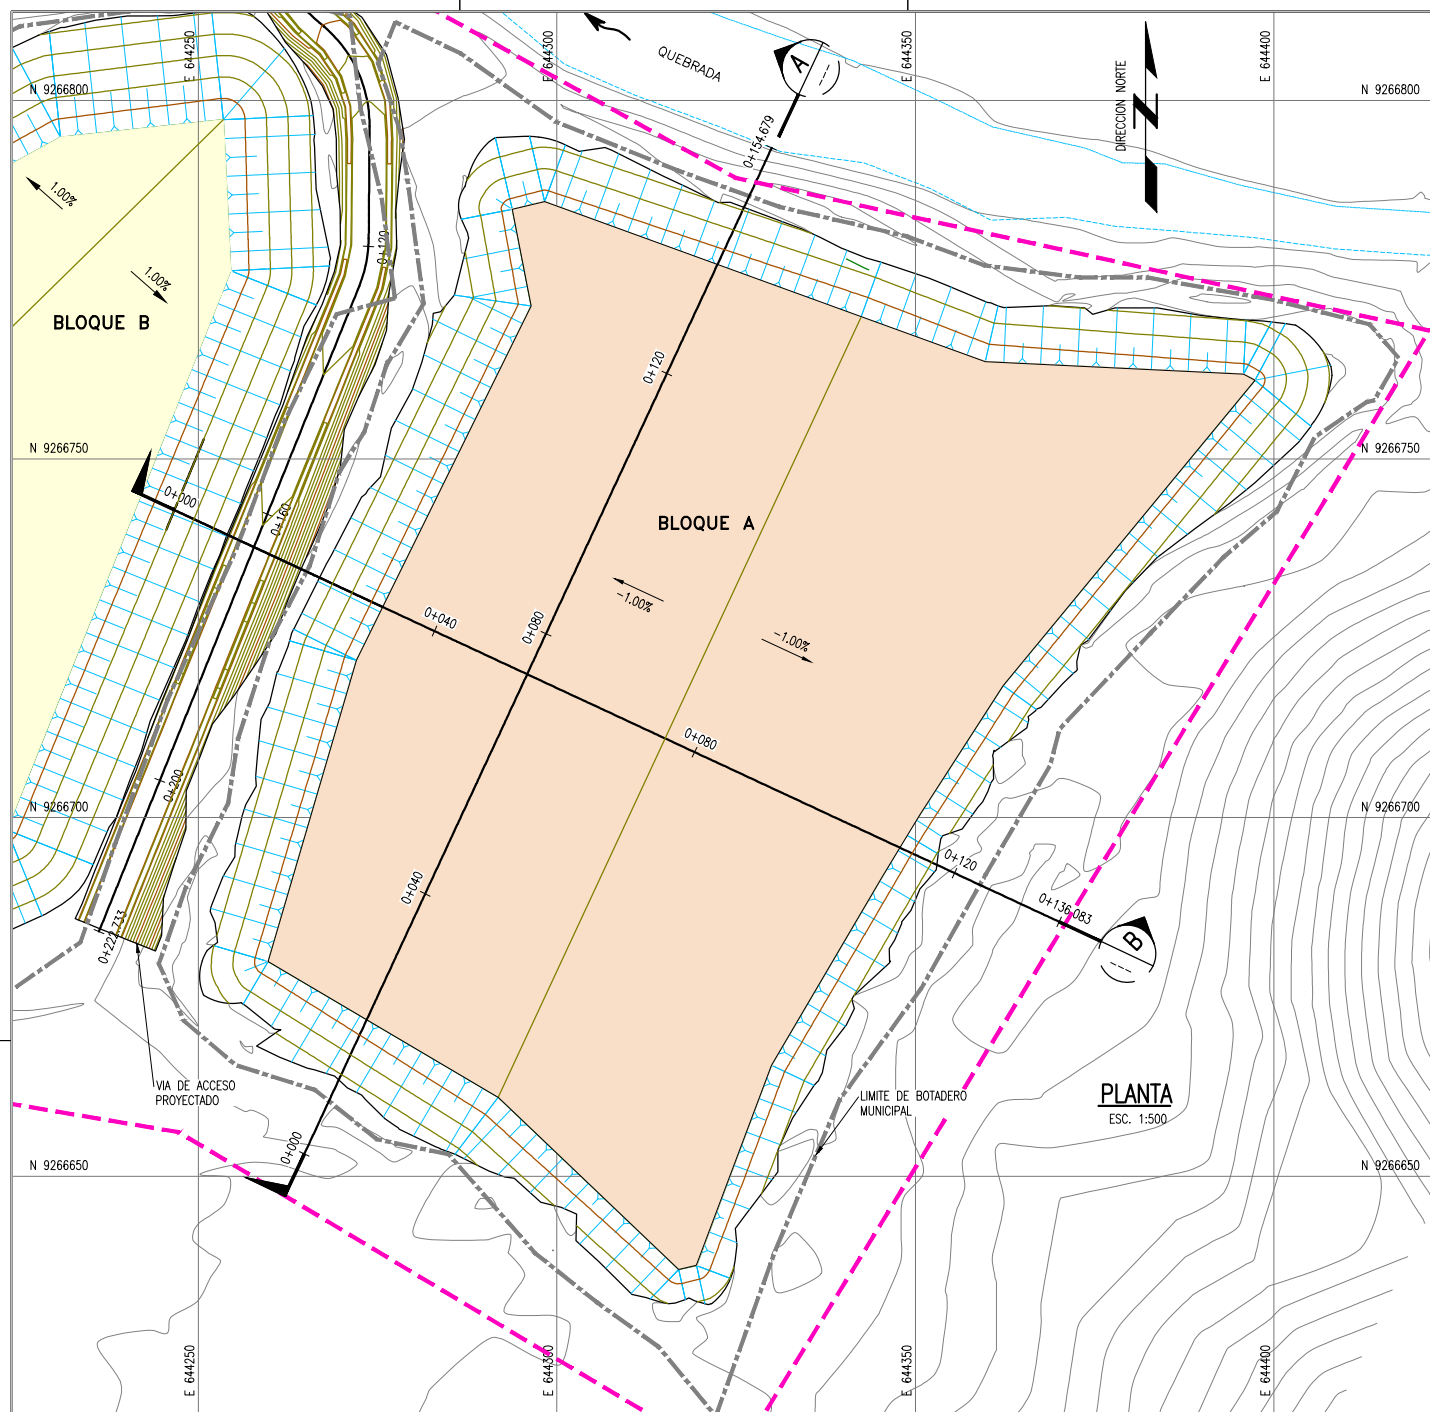 E 644250
E 644300
E 644350
E 644400
QUEBRADA
A
DIRECCION NORTE
N
N 9266800
N 9266800
0+154.679
1.00%
1.00%
0+120
BLOQUE B
0+120
N 9266750
N 9266750
0+000
0+160
BLOQUE A
-1.00%
0+040
0+080
-1.00%
0+080
0+200
N 9266700
N 9266700
0+040
0+120
0+136.083
B
0+222.733
VIA DE ACCESO
PROYECTADO
LIMITE DE BOTADERO
MUNICIPAL
PLANTA
ESC. 1:500
0+000
N 9266650
N 9266650
E 644250
E 644300
E 644350
E 644400